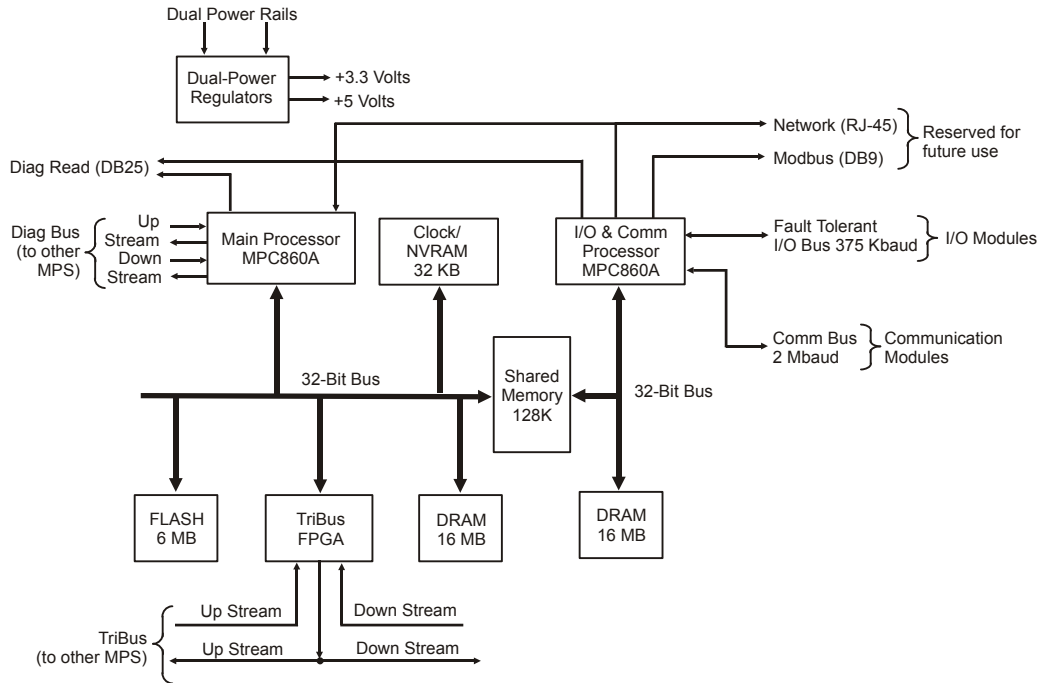 Dual Power Rails
Dual-Power
Regulators
+3.3 Volts
+5 Volts
Network (RJ-45)
Modbus (DB9)
Reserved for
future use
Diag Read (DB25)
Diag Bus
(to other
MPS)
Up
Stream
Down
Stream
Main Processor
MPC860A
Clock/
NVRAM
32 KB
I/O & Comm
Processor
MPC860A
Fault Tolerant
I/O Bus 375 Kbaud
I/O Modules
Comm Bus
2 Mbaud
Communication
Modules
32-Bit Bus
Shared
Memory
128K
32-Bit Bus
FLASH
6 MB
TriBus
FPGA
DRAM
16 MB
DRAM
16 MB
TriBus
(to other MPS)
Up Stream
Down Stream
Up Stream
Down Stream